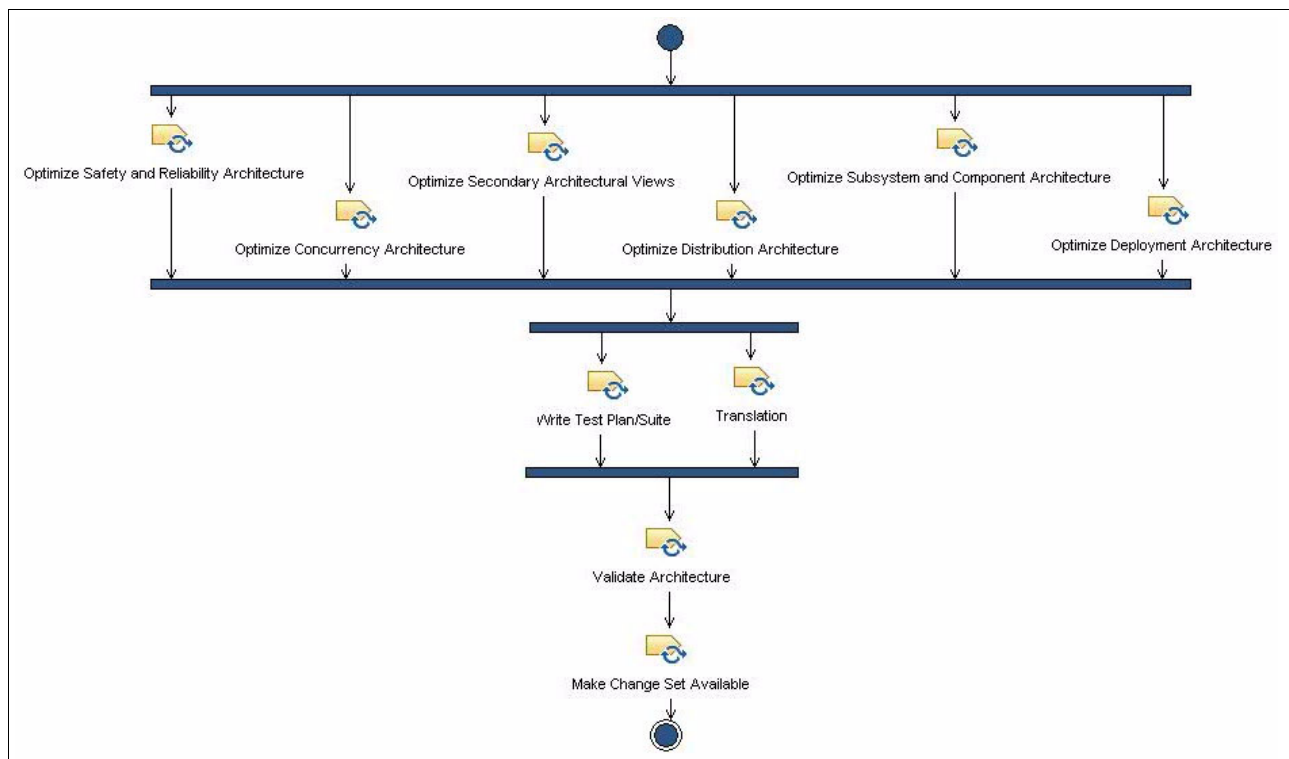 Optimize Safety and Reliability Architecture
Optimize Secondary Architectural Views
Optimize Subsystem and Component Architecture
Optimize Concurrency Architecture
Optimize Distribution Architecture
Optimize Deployment Architecture
Write Test Plan/Suite
Translation
Validate Architecture
Make Change Set Available